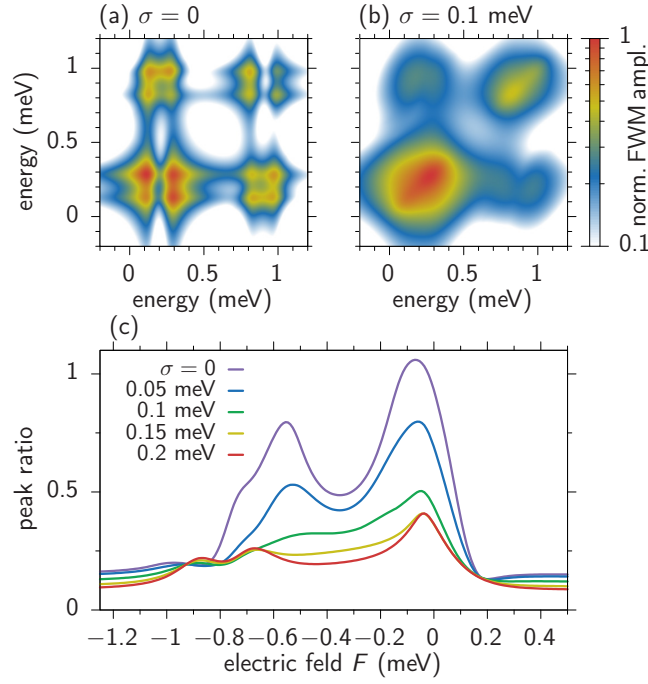 (a) σ = 0
(b) σ = 0.1 meV
energy (meV)
1
0.5
0
0 0.5 1
energy (meV)
0 0.5 1
energy (meV)
1
0.1
norm. FWM ampl.
(c)
peak ratio
1
0.5
0
σ = 0
0.05 meV
0.1 meV
0.15 meV
0.2 meV
−1.2 −1 −0.8 −0.6 −0.4 −0.2 0 0.2 0.4
electric feld F (meV)